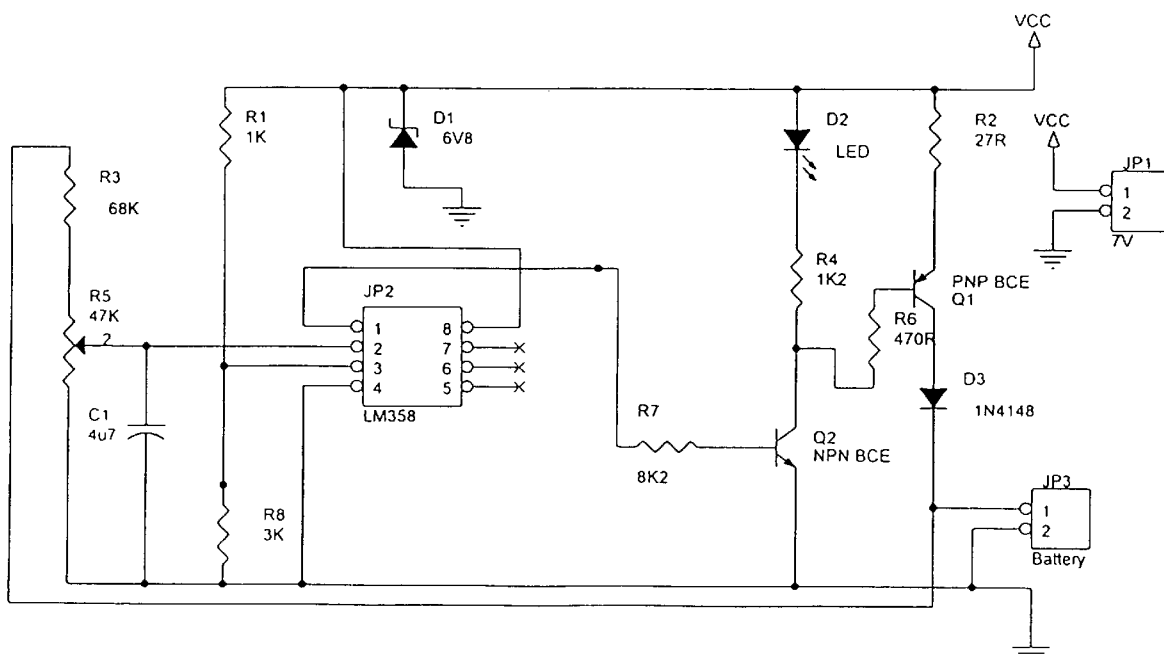 VCC
R1
1K
D1
6V8
D2
LED
R2
27R
VCC
JP1
1
2
7V
R3
68K
R5
47K
2
JP2
1
2
3
4
8
7
6
5
LM358
R4
1K2
PNP BCE
Q1
R6
470R
D3
1N4148
C1
4u7
R7
8K2
Q2
NPN BCE
R8
3K
JP3
1
2
Battery